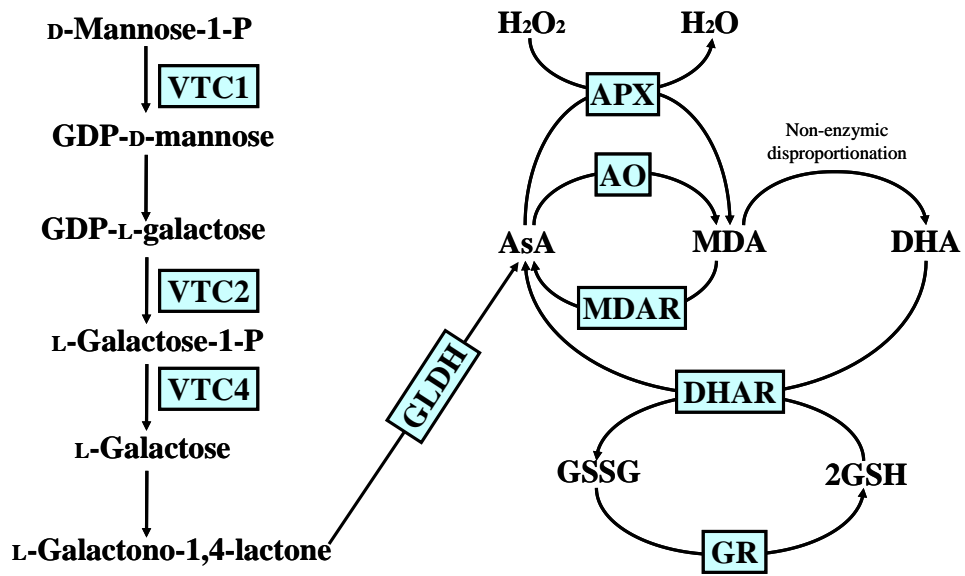 D-Mannose-1-P
VTC1
GDP-D-mannose
GDP-L-galactose
VTC2
L-Galactose-1-P
VTC4
L-Galactose
L-Galactono-1,4-lactone
GLDH
H₂O₂
H₂O
APX
AO
Non-enzymic
disproportionation
AsA
MDA
DHA
MDAR
DHAR
GSSG
2GSH
GR